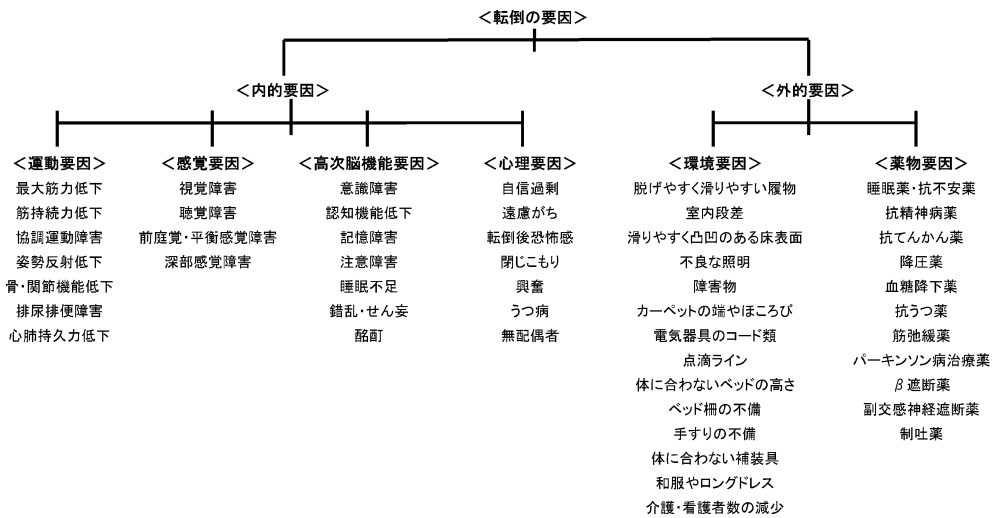 ＜転倒の要因＞
＜内的要因＞
＜外的要因＞
＜運動要因＞
最大筋力低下
筋持続力低下
協調運動障害
姿勢反射低下
骨・関節機能低下
排尿排便障害
心肺持久力低下
＜感覚要因＞
視覚障害
聴覚障害
前庭覚・平衡感覚障害
深部感覚障害
＜高次脳機能要因＞
意識障害
認知機能低下
記憶障害
注意障害
睡眠不足
錯乱・せん妄
酩酊
＜心理要因＞
自信過剰
遠慮がち
転倒後恐怖感
閉じこもり
興奮
うつ病
無配偶者
＜環境要因＞
脱げやすく滑りやすい履物
室内段差
滑りやすく凸凹のある床表面
不良な照明
障害物
カーペットの端やほころび
電気器具のコード類
点滴ライン
体に合わないベッドの高さ
ベッド柵の不備
手すりの不備
体に合わない補装具
和服やロングドレス
介護・看護者数の減少
＜薬物要因＞
睡眠薬・抗不安薬
抗精神病薬
抗てんかん薬
降圧薬
血糖降下薬
抗うつ薬
筋弛緩薬
パーキンソン病治療薬
β遮断薬
副交感神経遮断薬
制吐薬